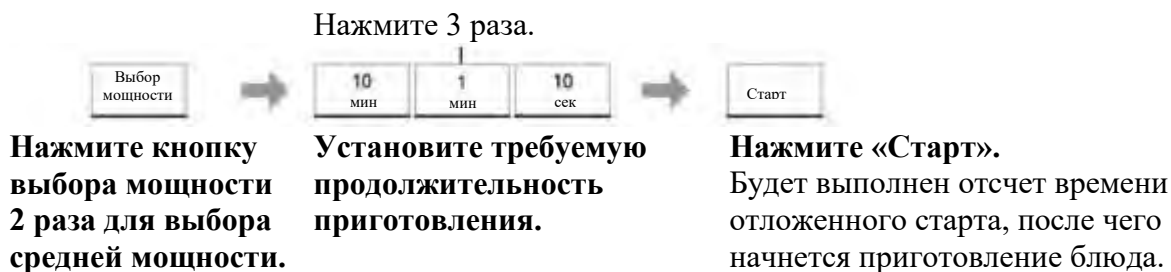 Нажмите 3 раза.
Выбор
мощности
10
мин
1
мин
10
сек
Старт
Нажмите кнопку
выбора мощности
2 раза для выбора
средней мощности.
Установите требуемую
продолжительность
приготовления.
Нажмите «Старт».
Будет выполнен отсчет времени
отложенного старта, после чего
начнется приготовление блюда.